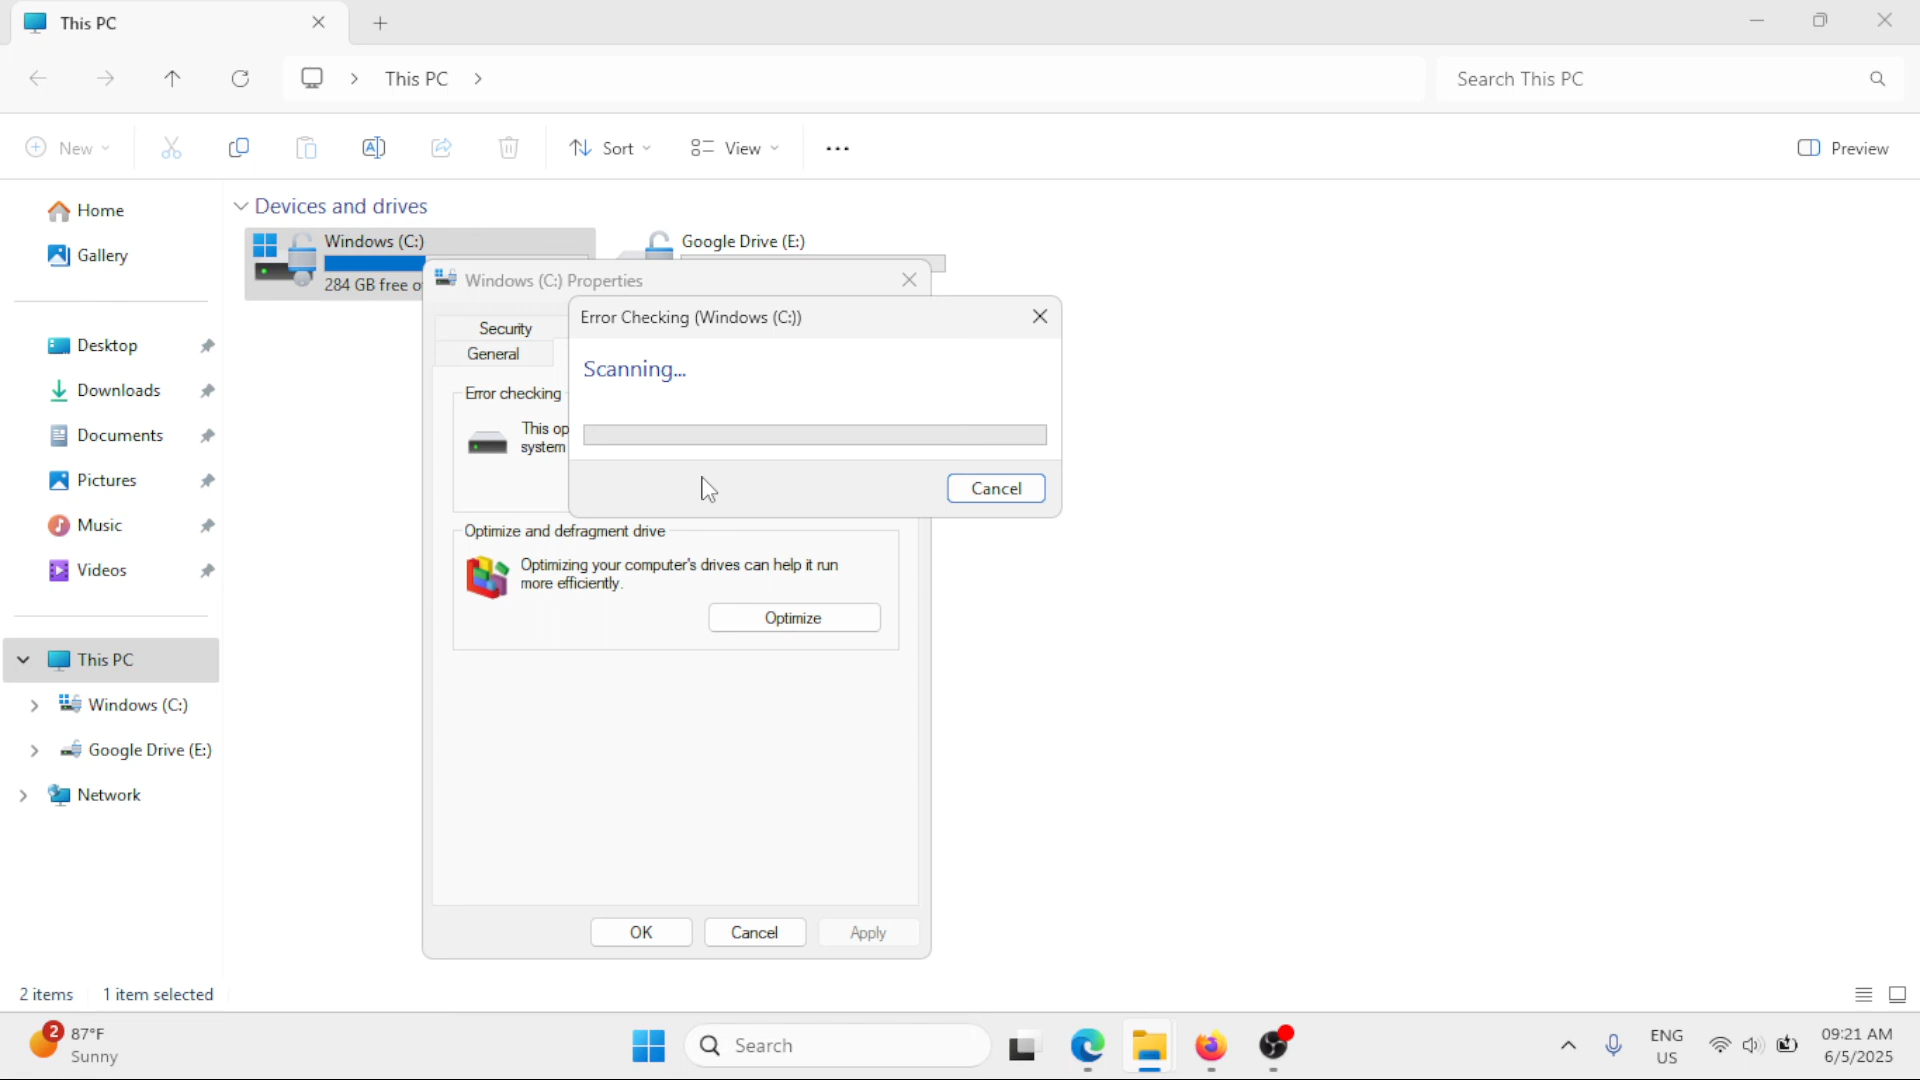 This PC
This PC
Search This PC
New
Sort
View
Preview
Home
Gallery
Desktop
Downloads
Documents
Pictures
Music
Videos
This PC
Windows (C:)
Google Drive (E:)
Network
Devices and drives
Windows (C:)
284 GB free o
Google Drive (E:)
Windows (C:) Properties
Security
General
Error checking
This op
system
Error Checking (Windows (C:))
Scanning...
Cancel
Optimize and defragment drive
Optimizing your computer's drives can help it run
more efficiently.
Optimize
OK
Cancel
Apply
2 items
1 item selected
2
87°F
Sunny
Search
ENG
US
09:21 AM
6/5/2025